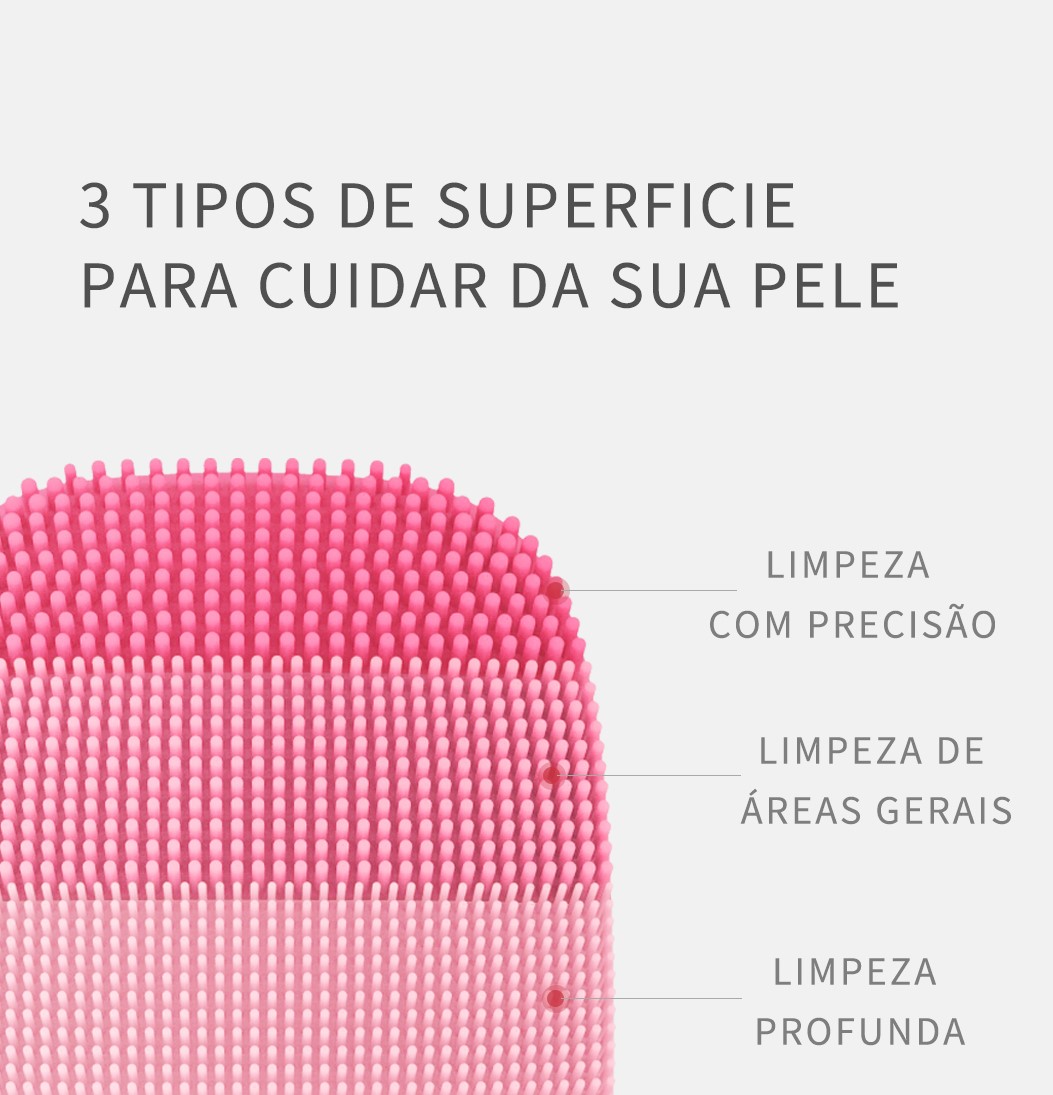 3 TIPOS DE SUPERFICIE
PARA CUIDAR DA SUA PELE
LIMPEZA
COM PRECISÃO
LIMPEZA DE
ÁREAS GERAIS
LIMPEZA
PROFUNDA